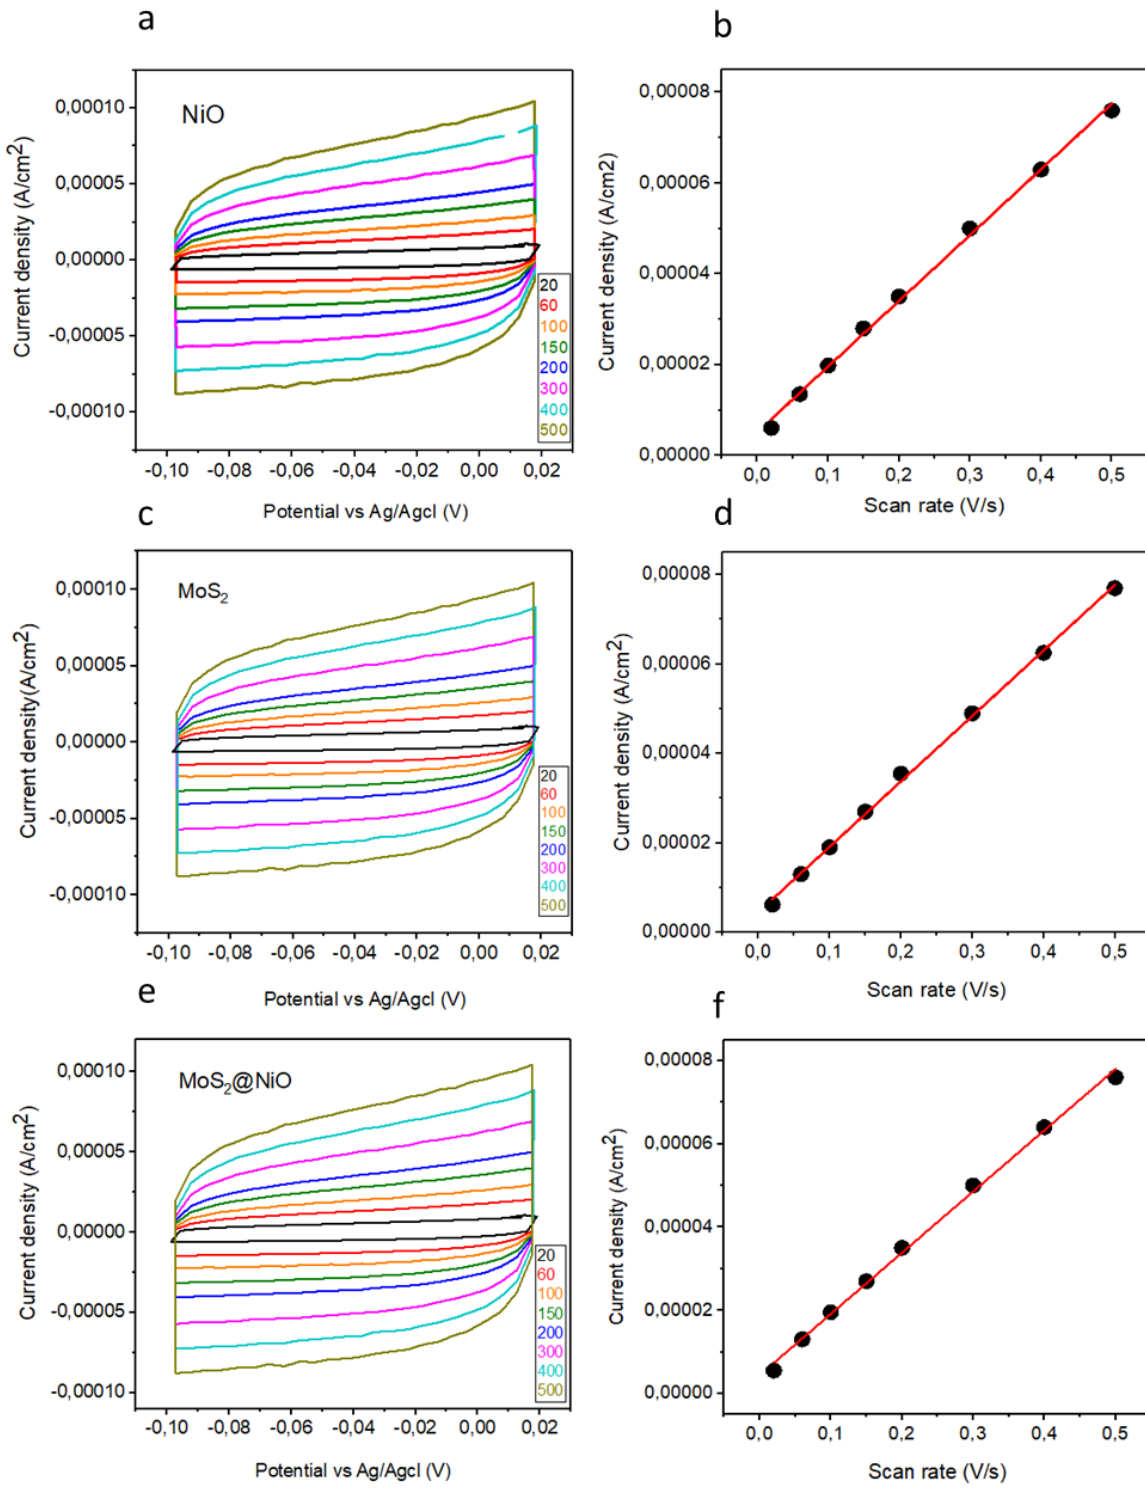 a
NiO
Current density (A/cm²)
0,00010
0,00005
0,00000
-0,00005
-0,00010
20
60
100
150
200
300
400
500
-0,10 -0,08 -0,06 -0,04 -0,02 0,00 0,02
Potential vs Ag/Agcl (V)
b
Current density (A/cm2)
0,00008
0,00006
0,00004
0,00002
0,00000
0,0 0,1 0,2 0,3 0,4 0,5
Scan rate (V/s)
c
MoS₂
Current density(A/cm²)
0,00010
0,00005
0,00000
-0,00005
-0,00010
20
60
100
150
200
300
400
500
-0,10 -0,08 -0,06 -0,04 -0,02 0,00 0,02
Potential vs Ag/Agcl (V)
d
Current density (A/cm²)
0,00008
0,00006
0,00004
0,00002
0,00000
0,0 0,1 0,2 0,3 0,4 0,5
Scan rate (V/s)
e
MoS₂@NiO
Current density (A/cm²)
0,00010
0,00005
0,00000
-0,00005
-0,00010
20
60
100
150
200
300
400
500
-0,10 -0,08 -0,06 -0,04 -0,02 0,00 0,02
Potential vs Ag/Agcl (V)
f
Current density (A/cm²)
0,00008
0,00006
0,00004
0,00002
0,00000
0,0 0,1 0,2 0,3 0,4 0,5
Scan rate (V/s)